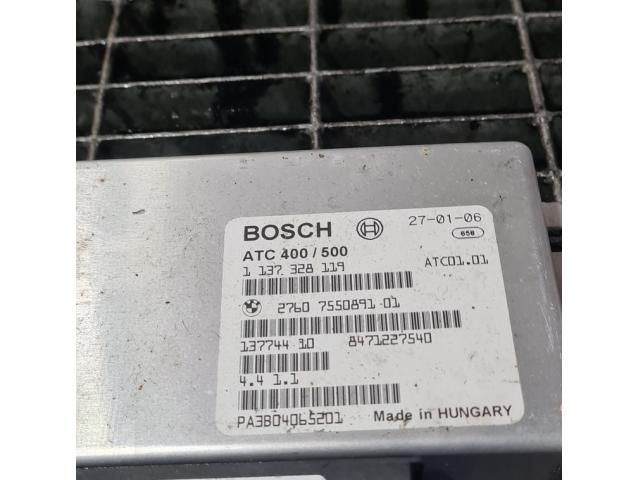 BOSCH 27-01-06
658
ATC 400 / 500
1 137 328 119 ATC01.01
2760 7550891 01
137744 10 8471227540
4.4 1.1
PA3B04065201 Made in HUNGARY